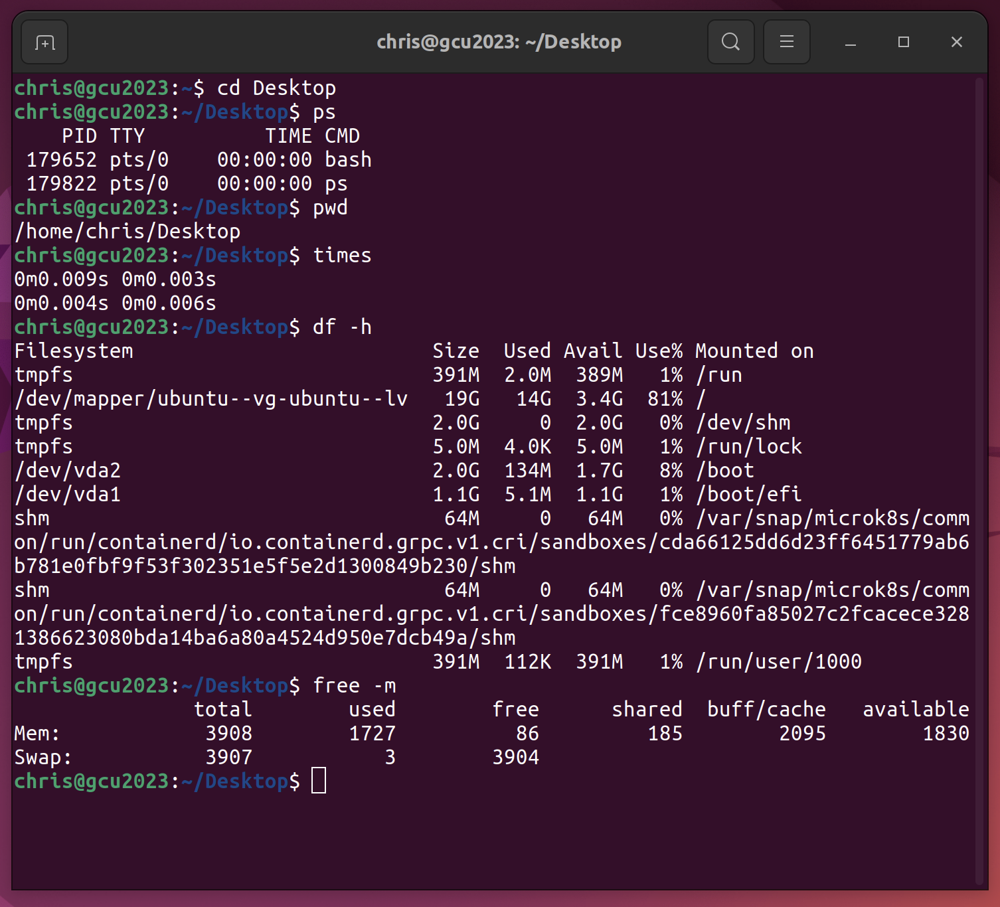 chris@gcu2023: ~/Desktop
chris@gcu2023:~$ cd Desktop
chris@gcu2023:~/Desktop$ ps
    PID TTY          TIME CMD
 179652 pts/0    00:00:00 bash
 179822 pts/0    00:00:00 ps
chris@gcu2023:~/Desktop$ pwd
/home/chris/Desktop
chris@gcu2023:~/Desktop$ times
0m0.009s 0m0.003s
0m0.004s 0m0.006s
chris@gcu2023:~/Desktop$ df -h
Filesystem                         Size  Used Avail Use% Mounted on
tmpfs                              391M  2.0M  389M   1% /run
/dev/mapper/ubuntu--vg-ubuntu--lv   19G   14G  3.4G  81% /
tmpfs                              2.0G     0  2.0G   0% /dev/shm
tmpfs                              5.0M  4.0K  5.0M   1% /run/lock
/dev/vda2                          2.0G  134M  1.7G   8% /boot
/dev/vda1                          1.1G  5.1M  1.1G   1% /boot/efi
shm                                 64M     0   64M   0% /var/snap/microk8s/comm
on/run/containerd/io.containerd.grpc.v1.cri/sandboxes/cda66125dd6d23ff6451779ab6
b781e0fbf9f53f302351e5f5e2d1300849b230/shm
shm                                 64M     0   64M   0% /var/snap/microk8s/comm
on/run/containerd/io.containerd.grpc.v1.cri/sandboxes/fce8960fa85027c2fcacece328
1386623080bda14ba6a80a4524d950e7dcb49a/shm
tmpfs                              391M  112K  391M   1% /run/user/1000
chris@gcu2023:~/Desktop$ free -m
               total        used        free      shared  buff/cache   available
Mem:            3908        1727          86         185        2095        1830
Swap:           3907           3        3904
chris@gcu2023:~/Desktop$